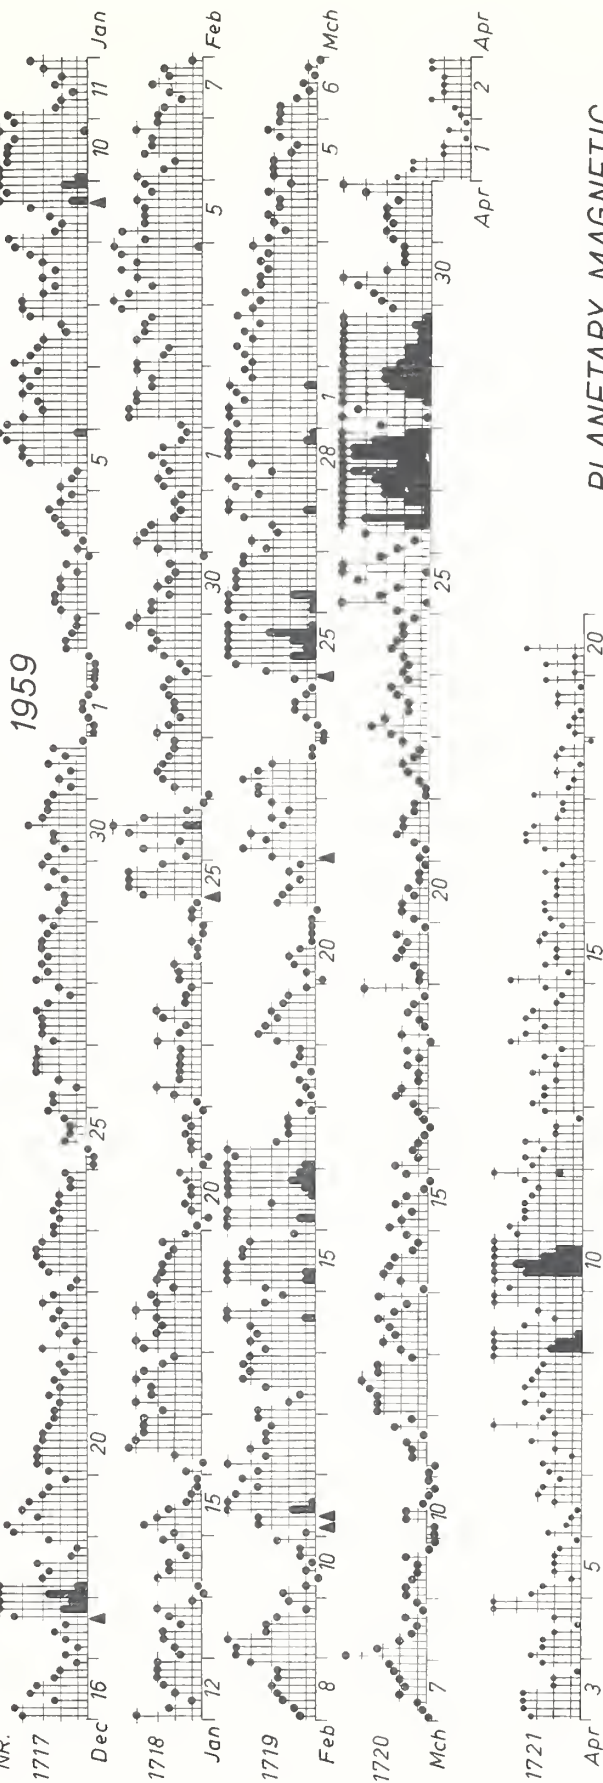 NR. 1959
1717
Dec 16 20 25 30 1 5 10 11 Jan
1718
Jan 12 15 20 25 30 1 5 7 Feb
1719
Feb 8 10 15 20 25 28 1 5 6 Mch
1720
Mch 7 10 15 20 25 30
Apr 1 2 Apr
1721
Apr 3 5 10 15 20
PLANETARY MAGNETIC